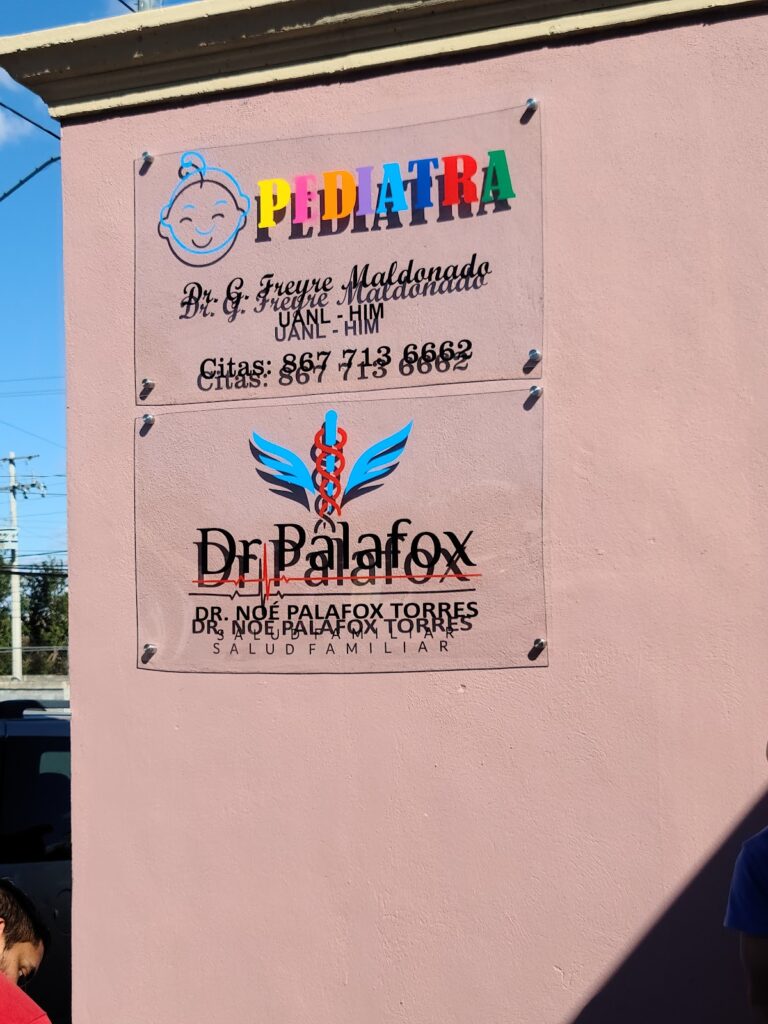 PEDIATRA
Dr. G. Freyre Maldonado
UANL - HIM
Citas: 867 713 6662
Dr Palafox
DR. NOÉ PALAFOX TORRES
SALUD FAMILIAR